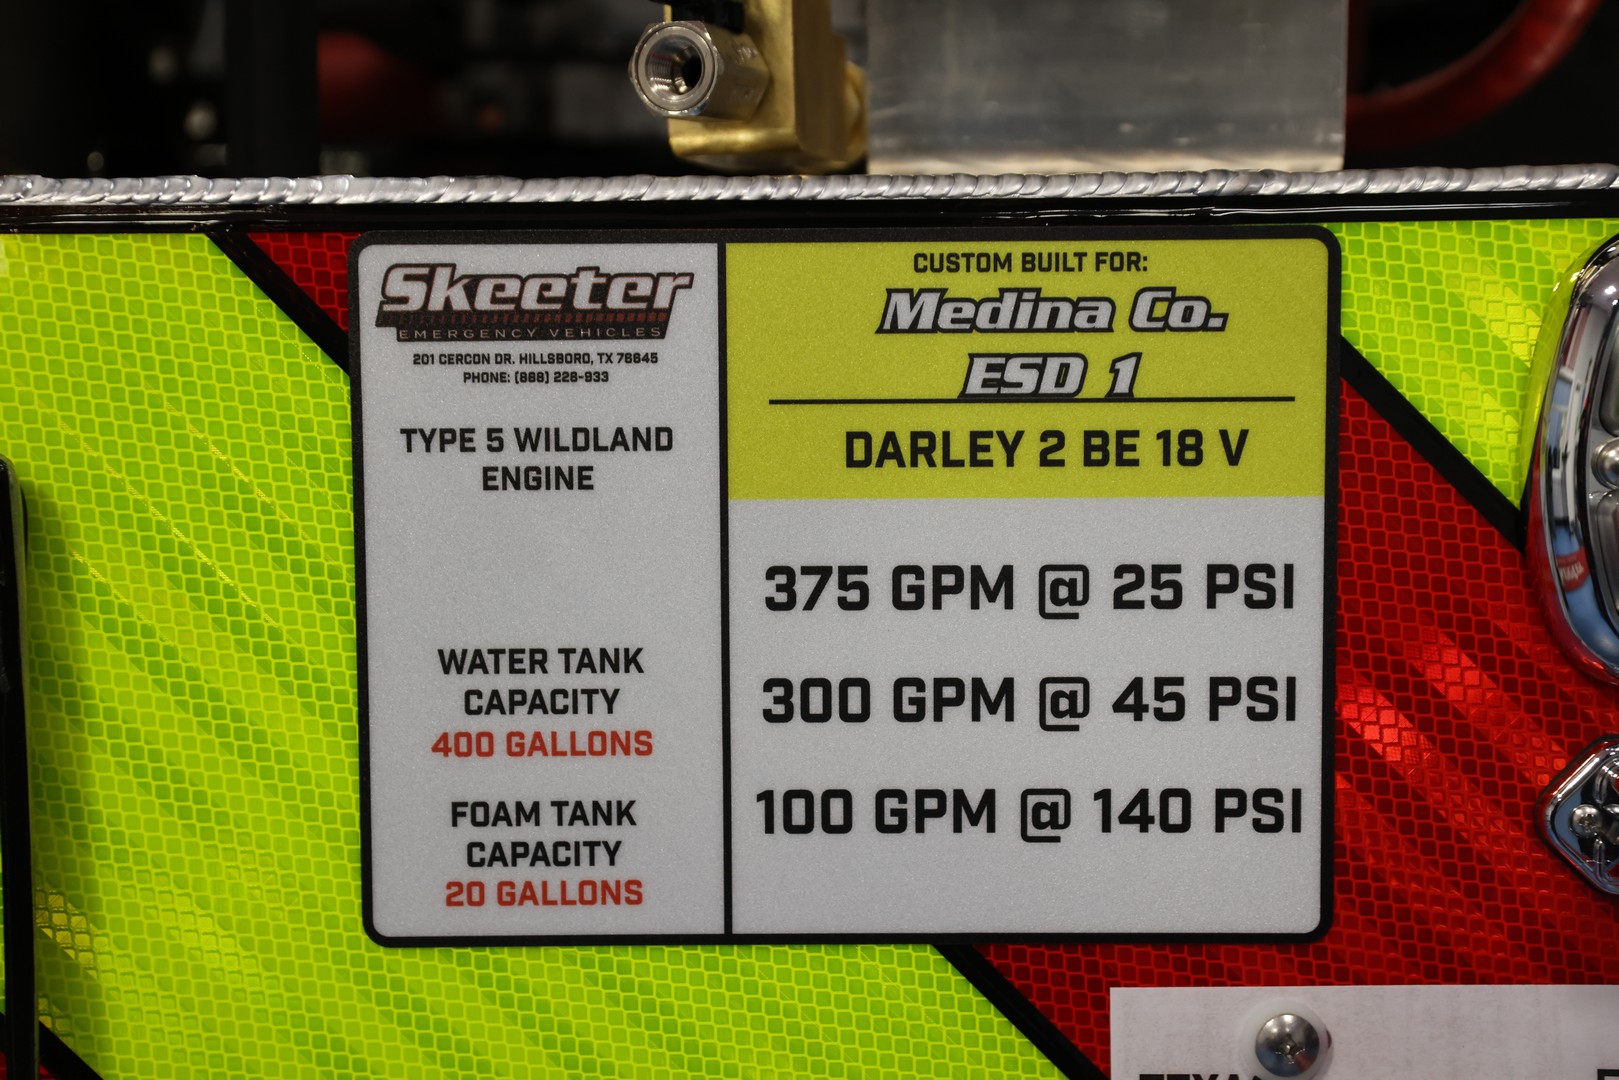 Skeeter
EMERGENCY VEHICLES
201 CERCON DR. HILLSBORO, TX 76645
PHONE: (888) 228-933
TYPE 5 WILDLAND
ENGINE
WATER TANK
CAPACITY
400 GALLONS
FOAM TANK
CAPACITY
20 GALLONS
CUSTOM BUILT FOR:
Medina Co.
ESD 1
DARLEY 2 BE 18 V
375 GPM @ 25 PSI
300 GPM @ 45 PSI
100 GPM @ 140 PSI